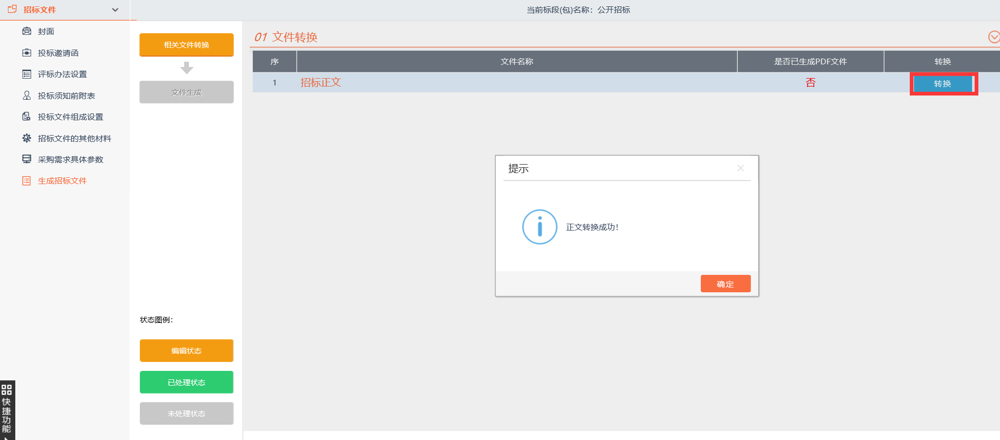 招标文件
当前标段(包)名称：公开招标
封面
投标邀请函
评标办法设置
投标须知前附表
投标文件组成设置
招标文件的其他材料
采购需求具体参数
生成招标文件
快捷功能
相关文件转换
文件生成
状态图例：
编辑状态
已处理状态
未处理状态
01 文件转换
序 文件名称 是否已生成PDF文件 转换
1 招标正文 否 转换
提示
正文转换成功！
确定